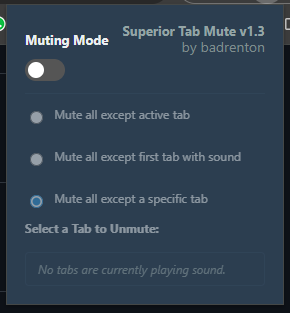 Superior Tab Mute v1.3
Muting Mode
by badrenton
Mute all except active tab
Mute all except first tab with sound
Mute all except a specific tab
Select a Tab to Unmute:
No tabs are currently playing sound.